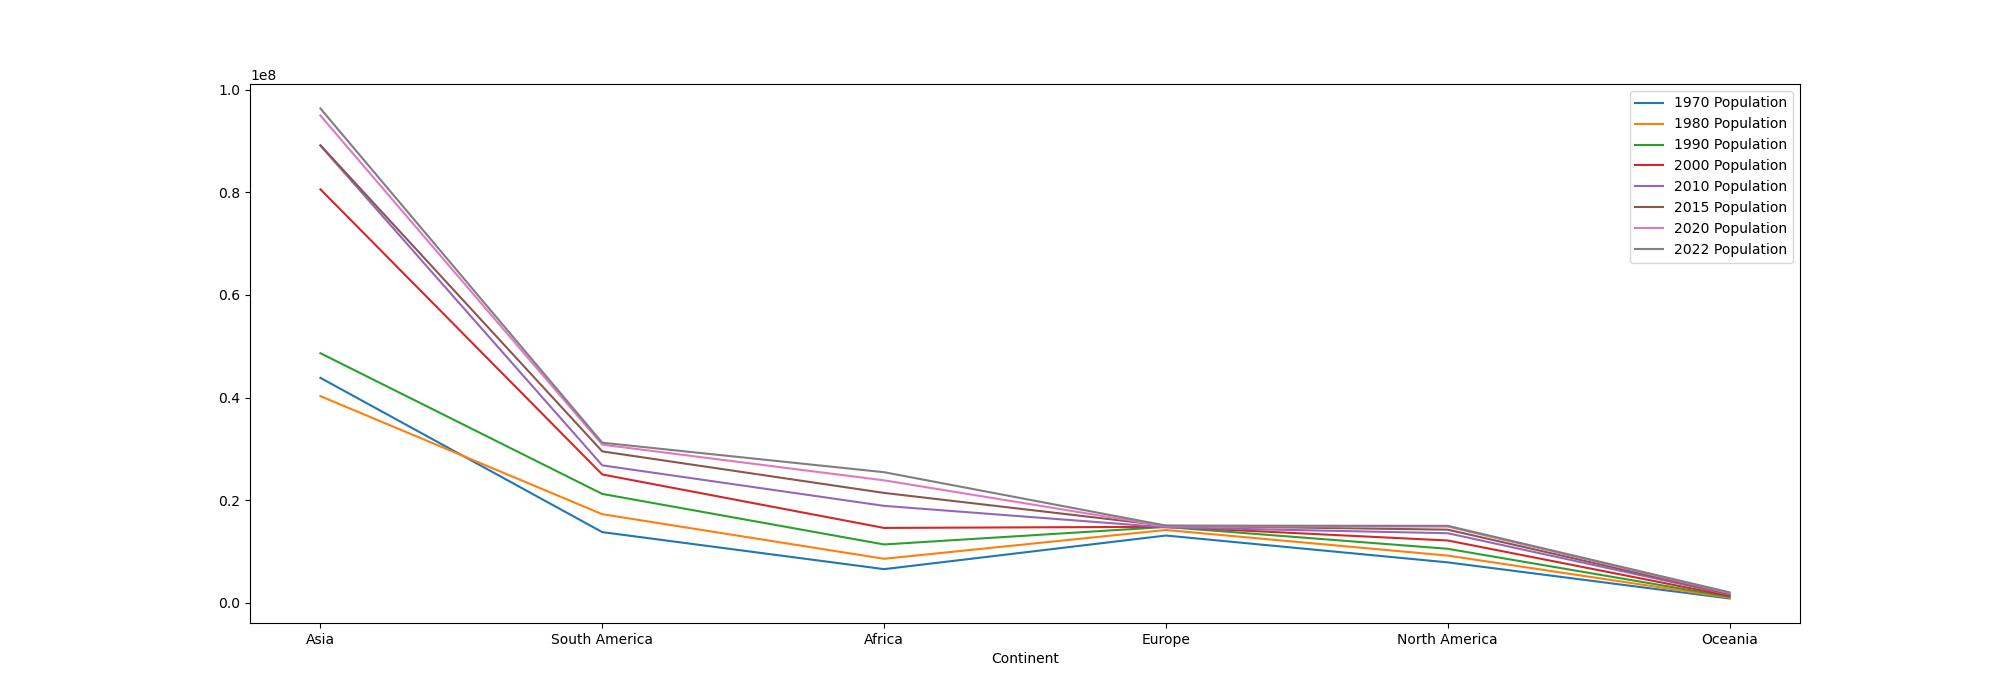 1e8
1.0
0.8
0.6
0.4
0.2
0.0
1970 Population
1980 Population
1990 Population
2000 Population
2010 Population
2015 Population
2020 Population
2022 Population
Asia
South America
Africa
Europe
North America
Oceania
Continent